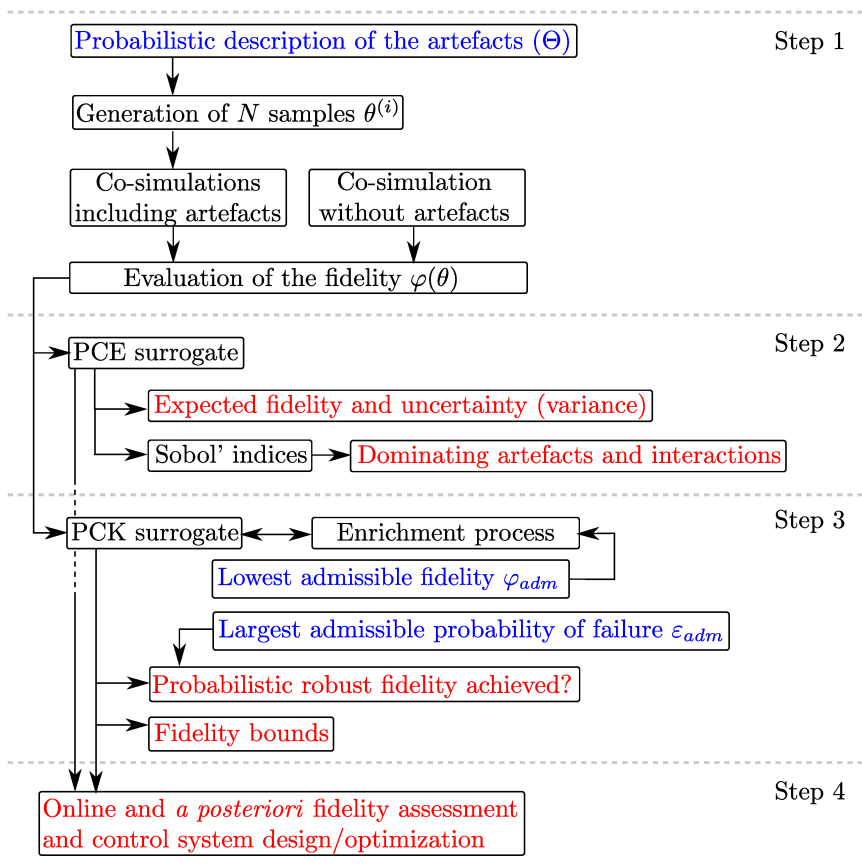 Probabilistic description of the artefacts (Θ)
Step 1
Generation of N samples θ⁽ⁱ⁾
Co-simulations
including artefacts
Co-simulation
without artefacts
Evaluation of the fidelity φ(θ)
Step 2
PCE surrogate
Expected fidelity and uncertainty (variance)
Sobol’ indices
Dominating artefacts and interactions
Step 3
PCK surrogate
Enrichment process
Lowest admissible fidelity φ_adm
Largest admissible probability of failure ε_adm
Probabilistic robust fidelity achieved?
Fidelity bounds
Step 4
Online and a posteriori fidelity assessment
and control system design/optimization